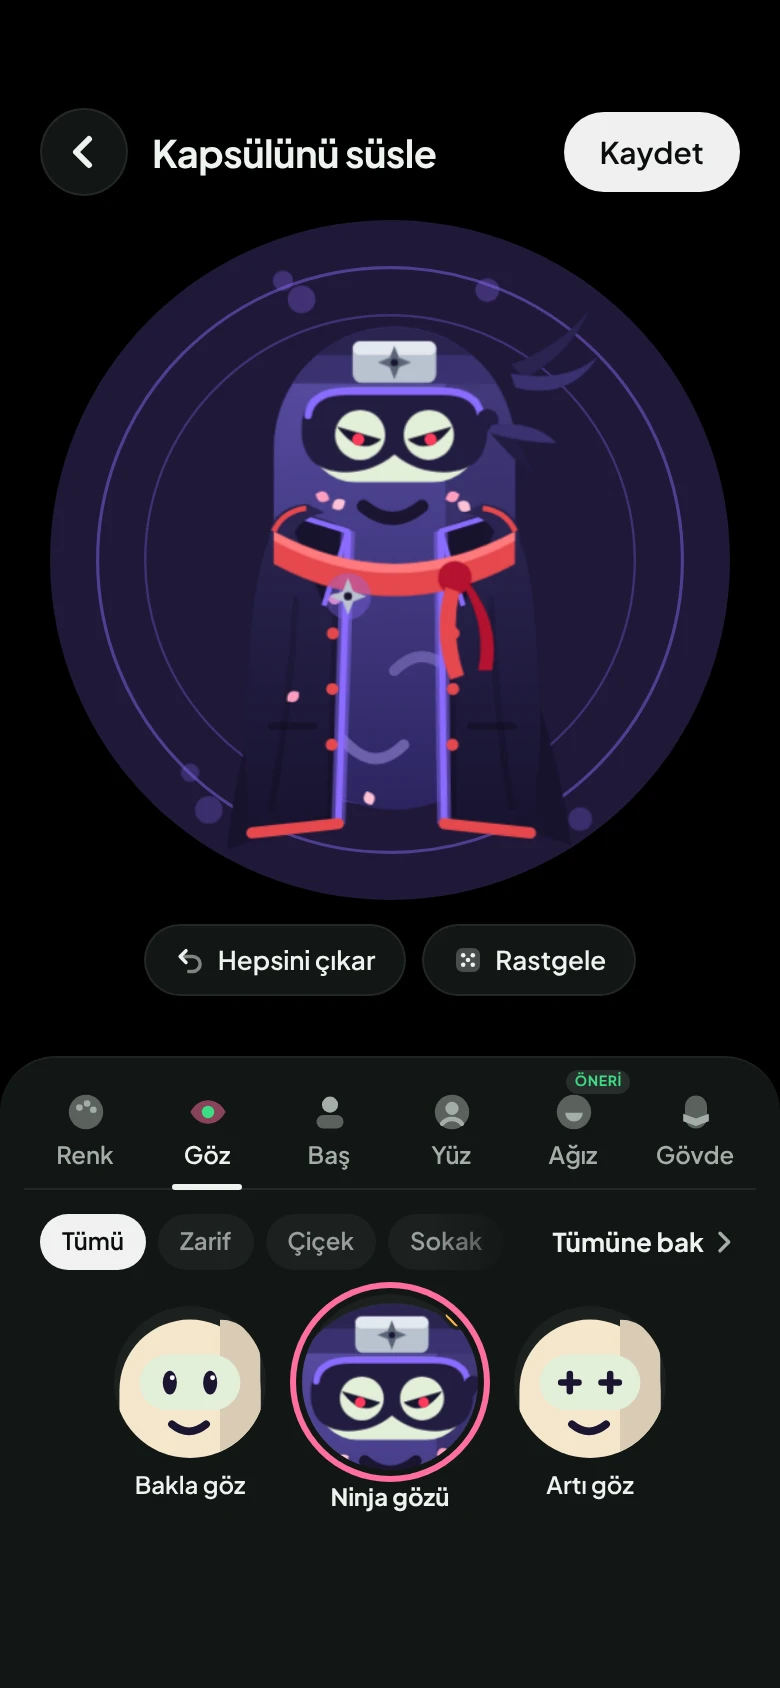 Kapsülünü süsle
Kaydet
Hepsini çıkar
Rastgele
ÖNERİ
Renk
Göz
Baş
Yüz
Ağız
Gövde
Tümü
Zarif
Çiçek
Sokak
Tümüne bak
Bakla göz
Ninja gözü
Artı göz